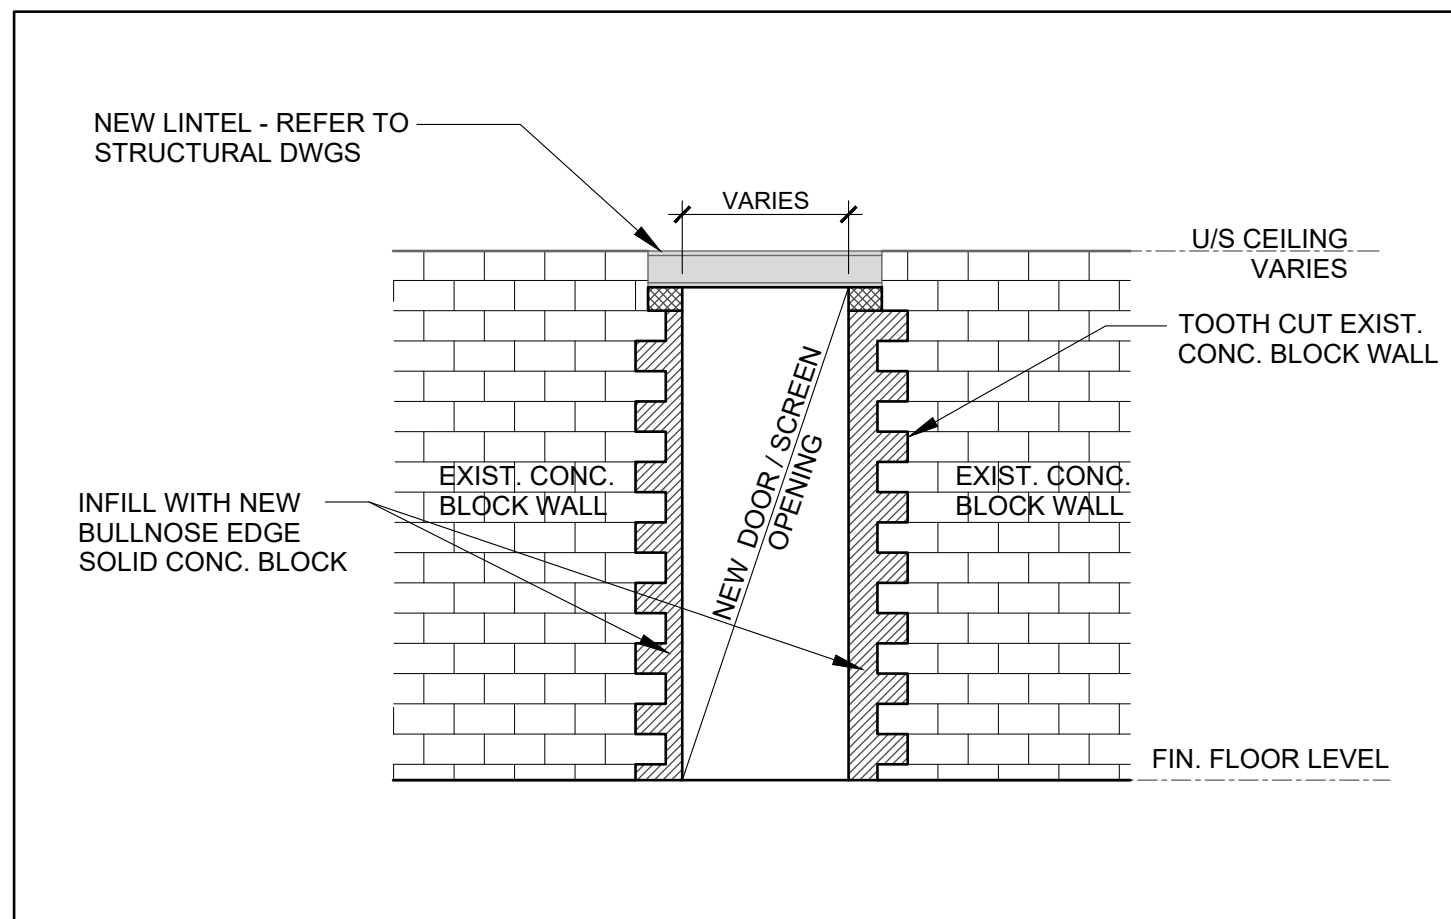 NEW LINTEL - REFER TO
STRUCTURAL DWGS
VARIES
U/S CEILING
VARIES
TOOTH CUT EXIST.
CONC. BLOCK WALL
NEW DOOR / SCREEN
OPENING
EXIST. CONC.
BLOCK WALL
EXIST. CONC.
BLOCK WALL
INFILL WITH NEW
BULLNOSE EDGE
SOLID CONC. BLOCK
FIN. FLOOR LEVEL